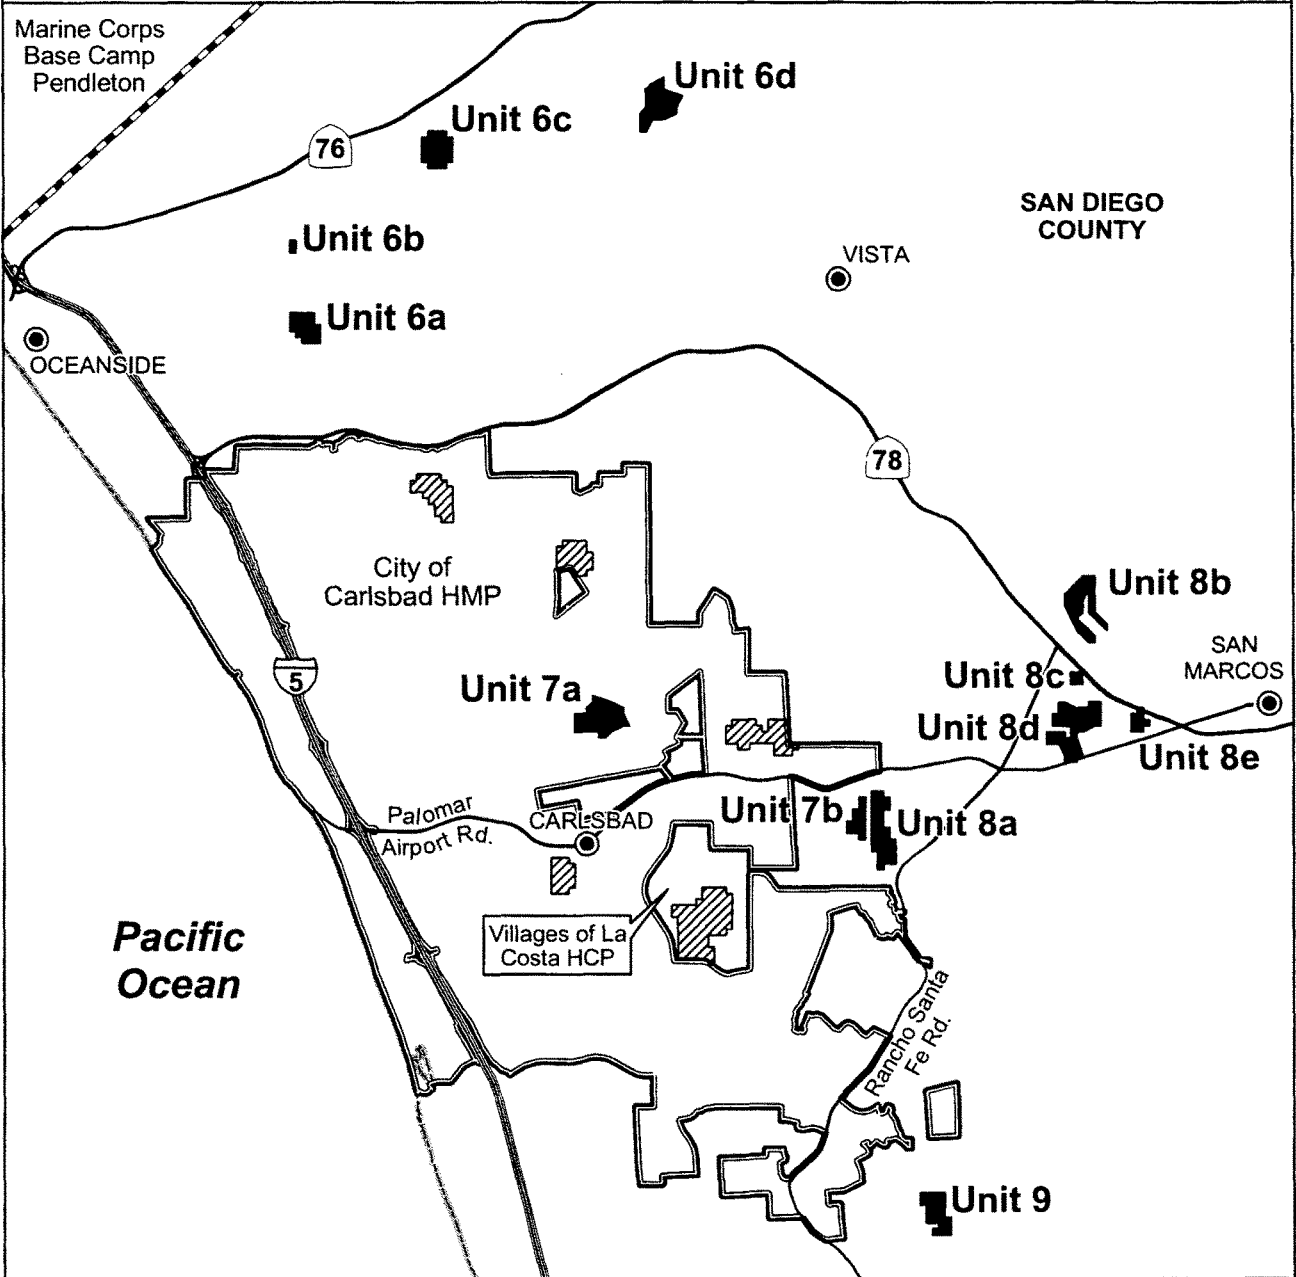 Marine Corps
Base Camp
Pendleton
Unit 6d
Unit 6c
76
SAN DIEGO
COUNTY
Unit 6b
VISTA
Unit 6a
OCEANSIDE
78
City of
Carlsbad HMP
Unit 8b
SAN
MARCOS
5
Unit 7a
Unit 8c
Unit 8d
Unit 8e
Palomar
Airport Rd.
CARLSBAD
Unit 7b
Unit 8a
Villages of La
Costa HCP
Pacific
Ocean
Rancho Santa
Fe Rd.
Unit 9